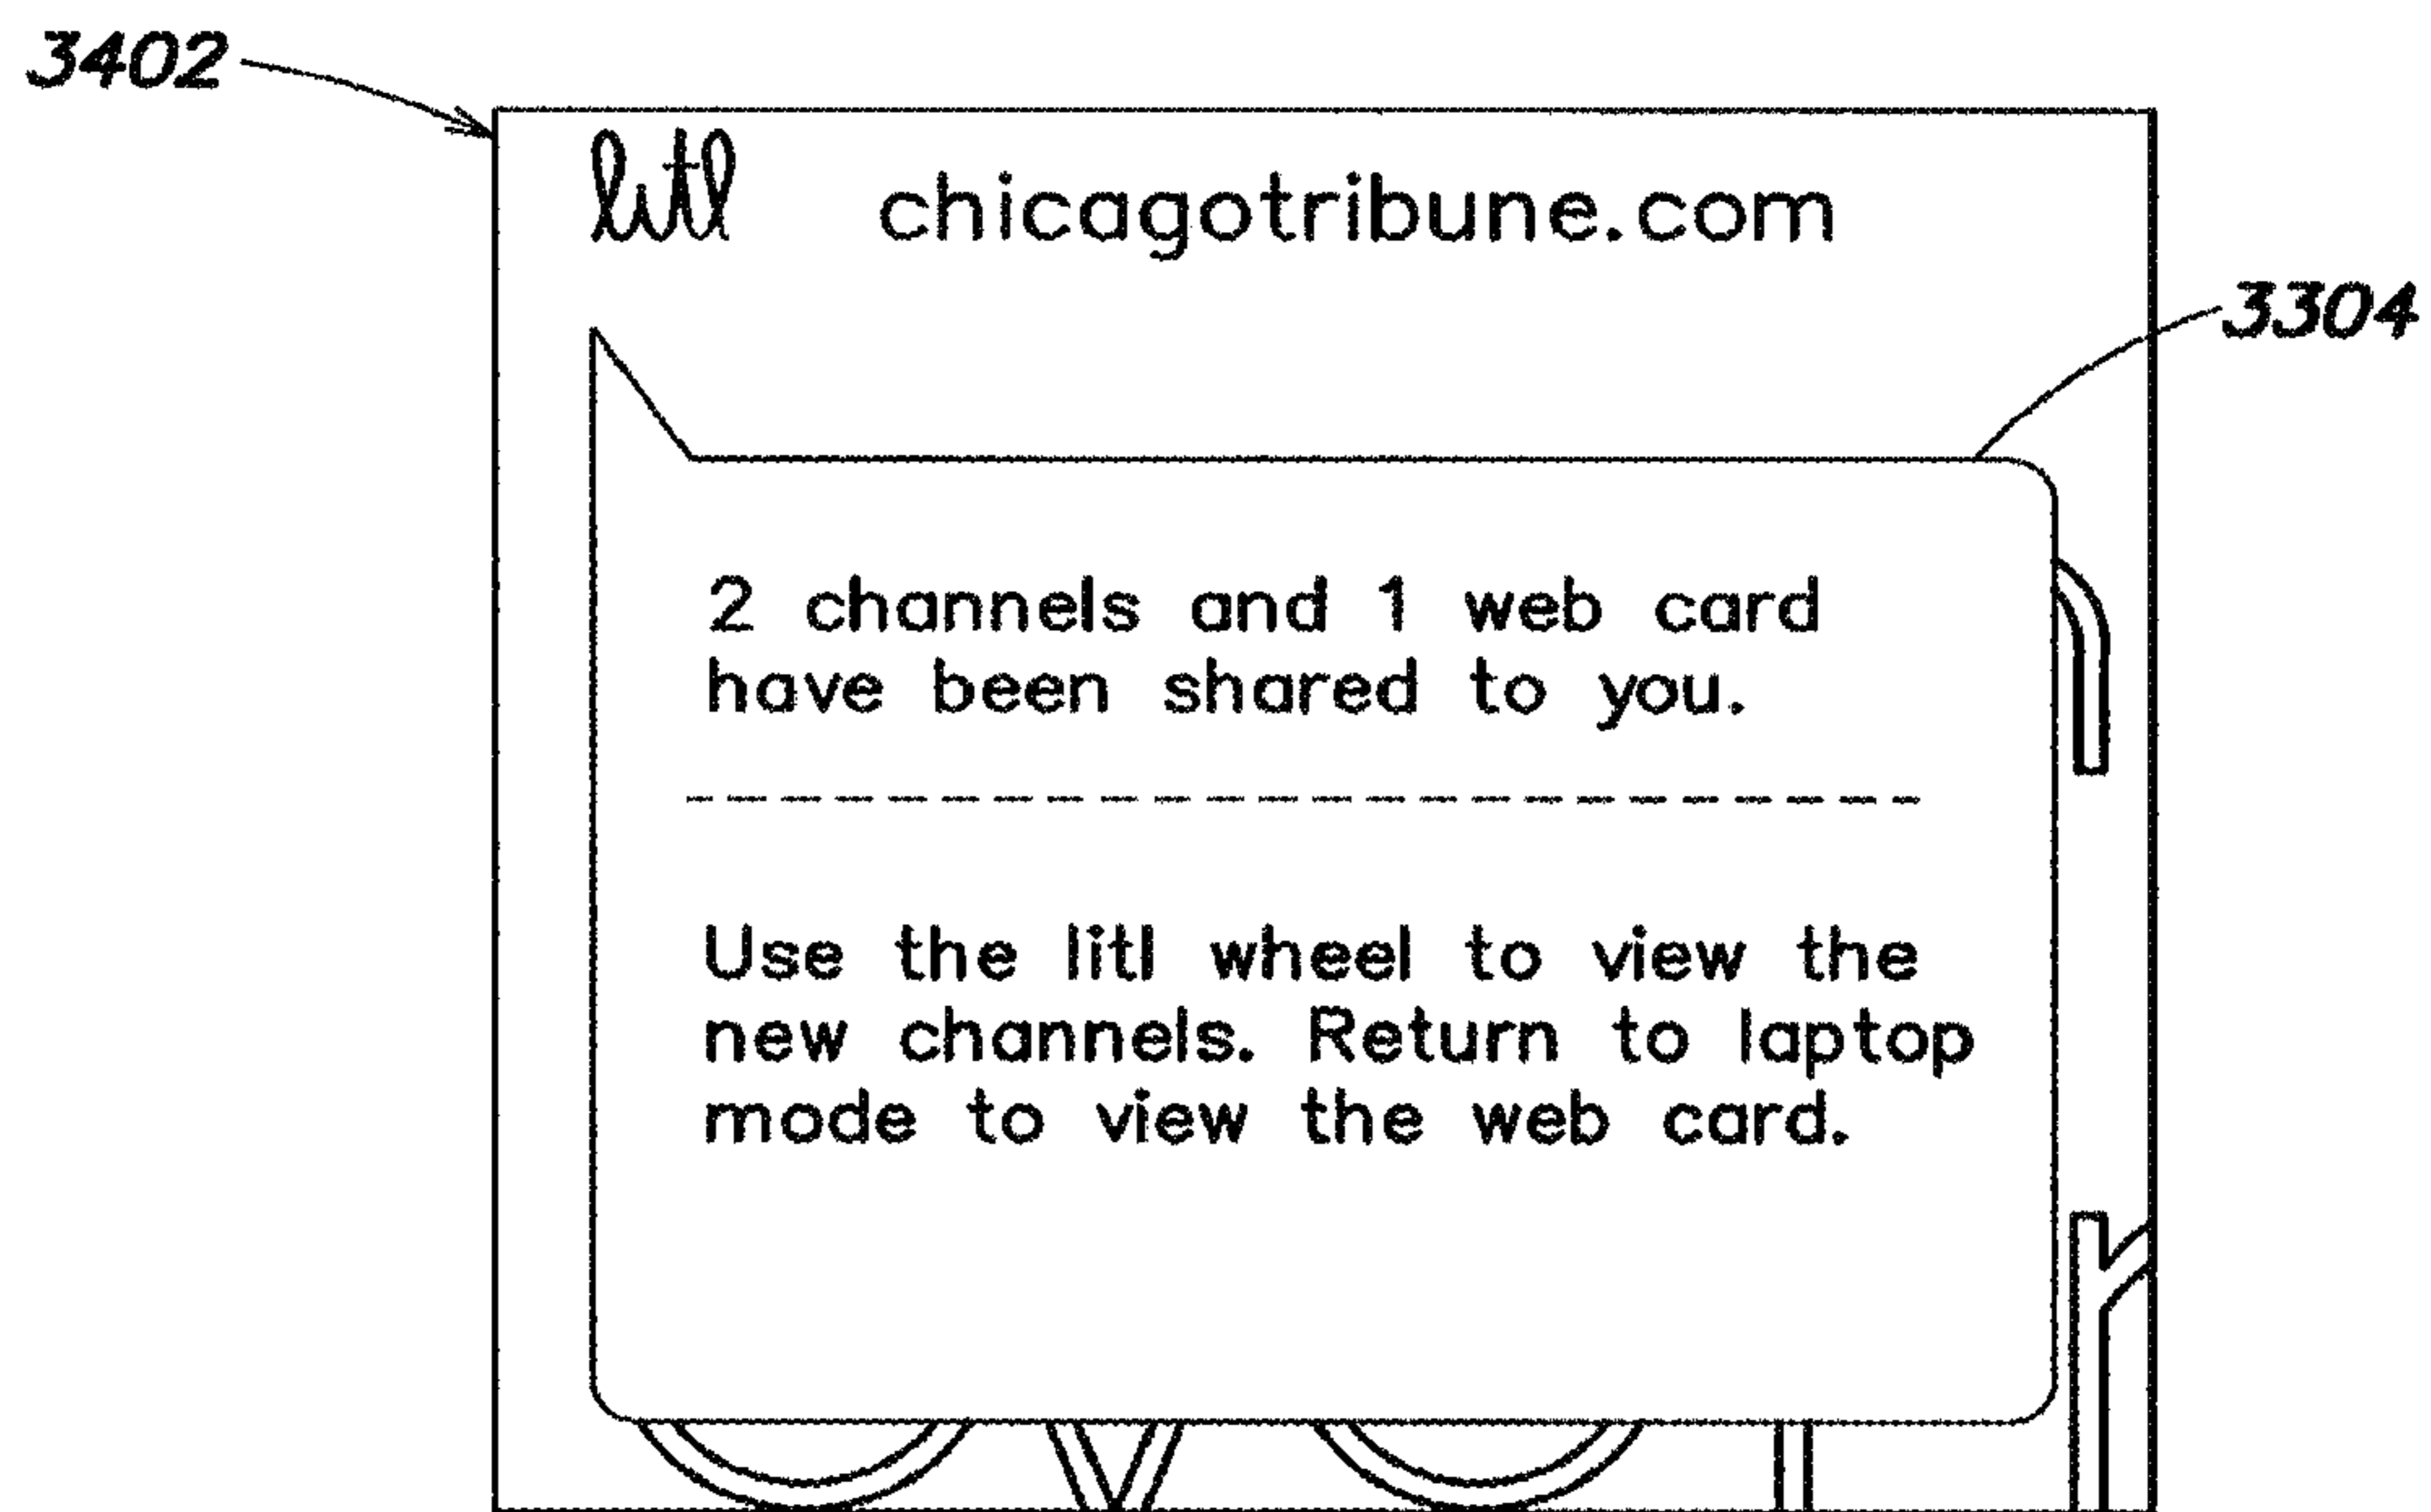 3402
litl chicagotribune.com
3304
2 channels and 1 web card
have been shared to you.
Use the litl wheel to view the
new channels. Return to laptop
mode to view the web card.